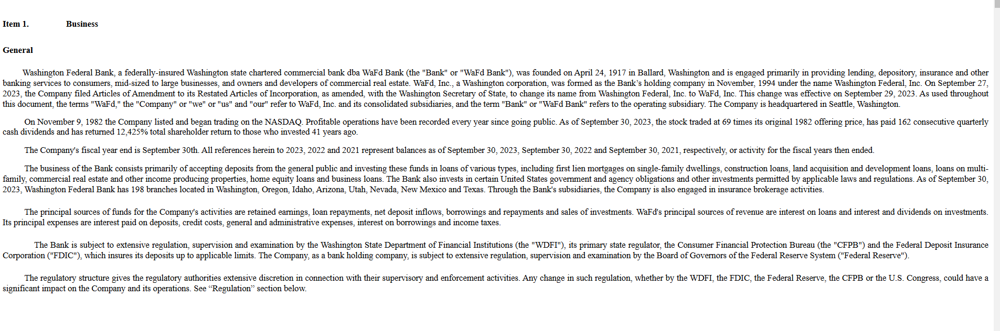 Item 1. Business
General
Washington Federal Bank, a federally-insured Washington state chartered commercial bank dba WaFd Bank (the "Bank" or "WaFd Bank"), was founded on April 24, 1917 in Ballard, Washington and is engaged primarily in providing lending, depository, insurance and other
banking services to consumers, mid-sized to large businesses, and owners and developers of commercial real estate. WaFd, Inc., a Washington corporation, was formed as the Bank’s holding company in November, 1994 under the name Washington Federal, Inc. On September 27,
2023, the Company filed Articles of Amendment to its Restated Articles of Incorporation, as amended, with the Washington Secretary of State, to change its name from Washington Federal, Inc. to WaFd, Inc. This change was effective on September 29, 2023. As used throughout
this document, the terms "WaFd," the "Company" or "we" or "us" and "our" refer to WaFd, Inc. and its consolidated subsidiaries, and the term "Bank" or "WaFd Bank" refers to the operating subsidiary. The Company is headquartered in Seattle, Washington.
On November 9, 1982 the Company listed and began trading on the NASDAQ. Profitable operations have been recorded every year since going public. As of September 30, 2023, the stock traded at 69 times its original 1982 offering price, has paid 162 consecutive quarterly
cash dividends and has returned 12,425% total shareholder return to those who invested 41 years ago.
The Company's fiscal year end is September 30th. All references herein to 2023, 2022 and 2021 represent balances as of September 30, 2023, September 30, 2022 and September 30, 2021, respectively, or activity for the fiscal years then ended.
The business of the Bank consists primarily of accepting deposits from the general public and investing these funds in loans of various types, including first lien mortgages on single-family dwellings, construction loans, land acquisition and development loans, loans on multi-
family, commercial real estate and other income producing properties, home equity loans and business loans. The Bank also invests in certain United States government and agency obligations and other investments permitted by applicable laws and regulations. As of September 30,
2023, Washington Federal Bank has 198 branches located in Washington, Oregon, Idaho, Arizona, Utah, Nevada, New Mexico and Texas. Through the Bank's subsidiaries, the Company is also engaged in insurance brokerage activities.
The principal sources of funds for the Company's activities are retained earnings, loan repayments, net deposit inflows, borrowings and repayments and sales of investments. WaFd's principal sources of revenue are interest on loans and interest and dividends on investments.
Its principal expenses are interest paid on deposits, credit costs, general and administrative expenses, interest on borrowings and income taxes.
The Bank is subject to extensive regulation, supervision and examination by the Washington State Department of Financial Institutions (the "WDFI"), its primary state regulator, the Consumer Financial Protection Bureau (the "CFPB") and the Federal Deposit Insurance
Corporation ("FDIC"), which insures its deposits up to applicable limits. The Company, as a bank holding company, is subject to extensive regulation, supervision and examination by the Board of Governors of the Federal Reserve System ("Federal Reserve").
The regulatory structure gives the regulatory authorities extensive discretion in connection with their supervisory and enforcement activities. Any change in such regulation, whether by the WDFI, the FDIC, the Federal Reserve, the CFPB or the U.S. Congress, could have a
significant impact on the Company and its operations. See “Regulation” section below.